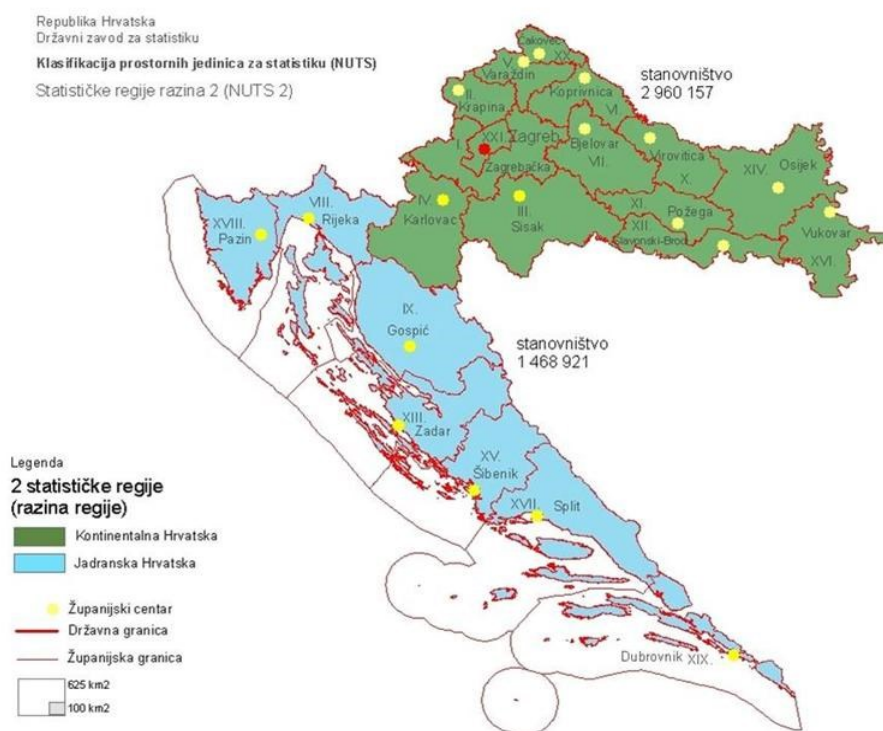 Republika Hrvatska
Državni zavod za statistiku
Klasifikacija prostornih jedinica za statistiku (NUTS)
Statističke regije razina 2 (NUTS 2)
Čakovec
XX.
V.
Varaždin
stanovništvo
2 960 157
II.
Krapina
Koprivnica
VI.
I.
XXI.
Zagreb
Bjelovar
VII.
Virovitica
X.
XIV.
Osijek
Zagrebačka
IV.
Karlovac
III.
Sisak
XI.
Požega
XII.
Slavonski-Brod
Vukovar
XVI.
VIII.
Rijeka
XVIII.
Pazin
IX.
Gospić
stanovništvo
1 468 921
XIII.
Zadar
XV.
Šibenik
XVII.
Split
Dubrovnik XIX.
Legenda
2 statističke regije
(razina regije)
Kontinentalna Hrvatska
Jadranska Hrvatska
Županijski centar
Državna granica
Županijska granica
625 km2
100 km2